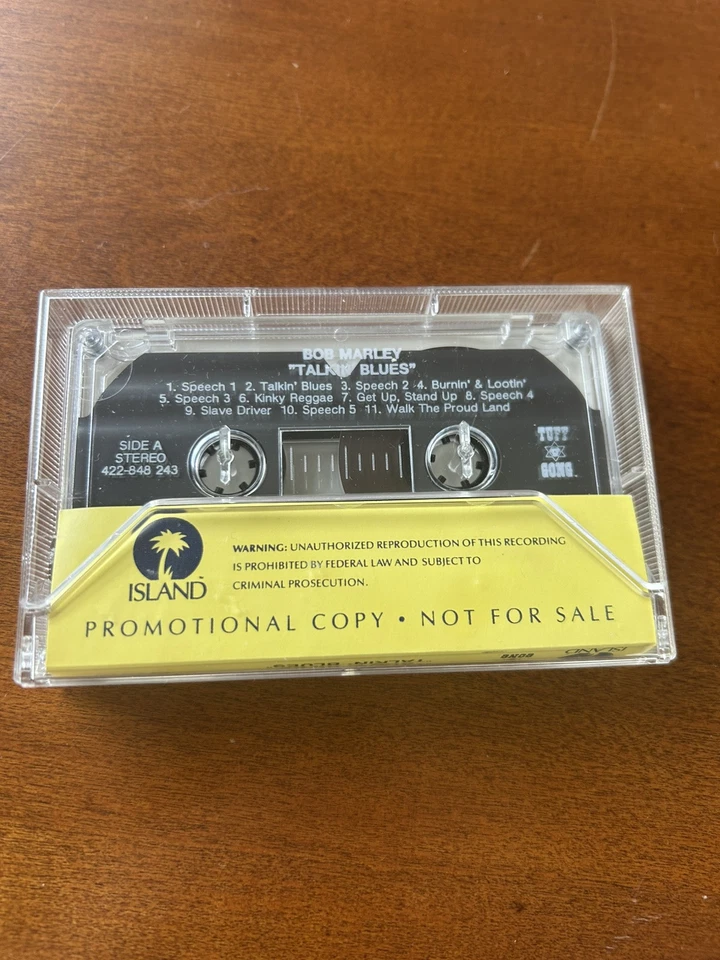 BOB MARLEY
"TALKIN' BLUES"
1. Speech 1 2. Talkin' Blues 3. Speech 2 4. Burnin' & Lootin'
5. Speech 3 6. Kinky Reggae 7. Get Up, Stand Up 8. Speech 4
9. Slave Driver 10. Speech 5 11. Walk The Proud Land
SIDE A
STEREO
422-848 243
TUFF
GONG
WARNING: UNAUTHORIZED REPRODUCTION OF THIS RECORDING
IS PROHIBITED BY FEDERAL LAW AND SUBJECT TO
CRIMINAL PROSECUTION.
ISLAND™
PROMOTIONAL COPY • NOT FOR SALE
TALKIN' BLUES
ISLAND